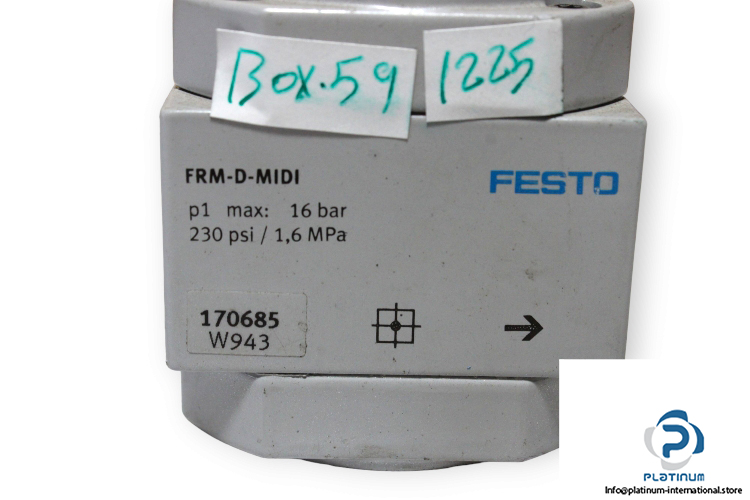 Box.59
1225
FRM-D-MIDI
FESTO
p1 max: 16 bar
230 psi / 1,6 MPa
170685
W943
PLATINUM
Info@platinum-international.store